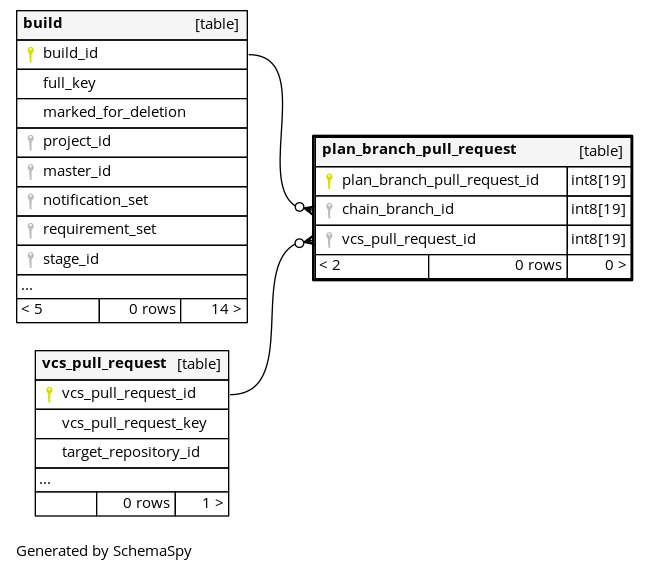 build [table]
build_id
full_key
marked_for_deletion
project_id
master_id
notification_set
requirement_set
stage_id
...
< 5 0 rows 14 >
plan_branch_pull_request [table]
plan_branch_pull_request_id int8[19]
chain_branch_id int8[19]
vcs_pull_request_id int8[19]
< 2 0 rows 0 >
vcs_pull_request [table]
vcs_pull_request_id
vcs_pull_request_key
target_repository_id
...
0 rows 1 >
Generated by SchemaSpy